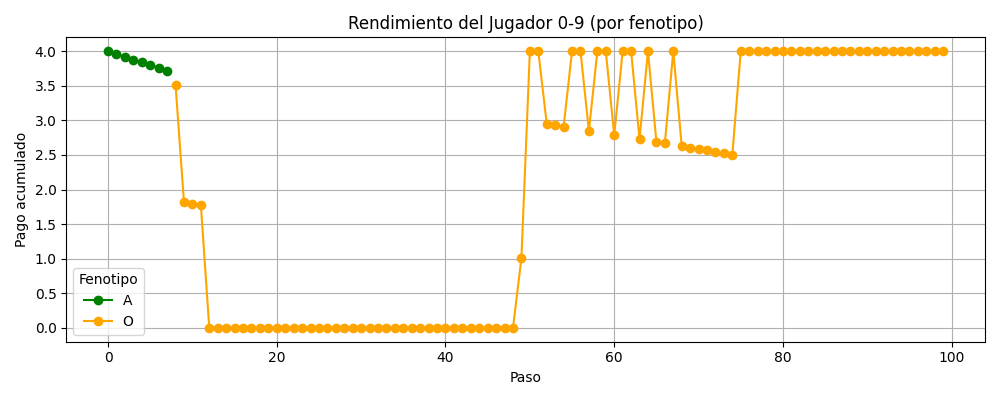 Rendimiento del Jugador 0-9 (por fenotipo)
Pago acumulado
4.0
3.5
3.0
2.5
2.0
1.5
1.0
0.5
0.0
Fenotipo
A
O
0 20 40 60 80 100
Paso